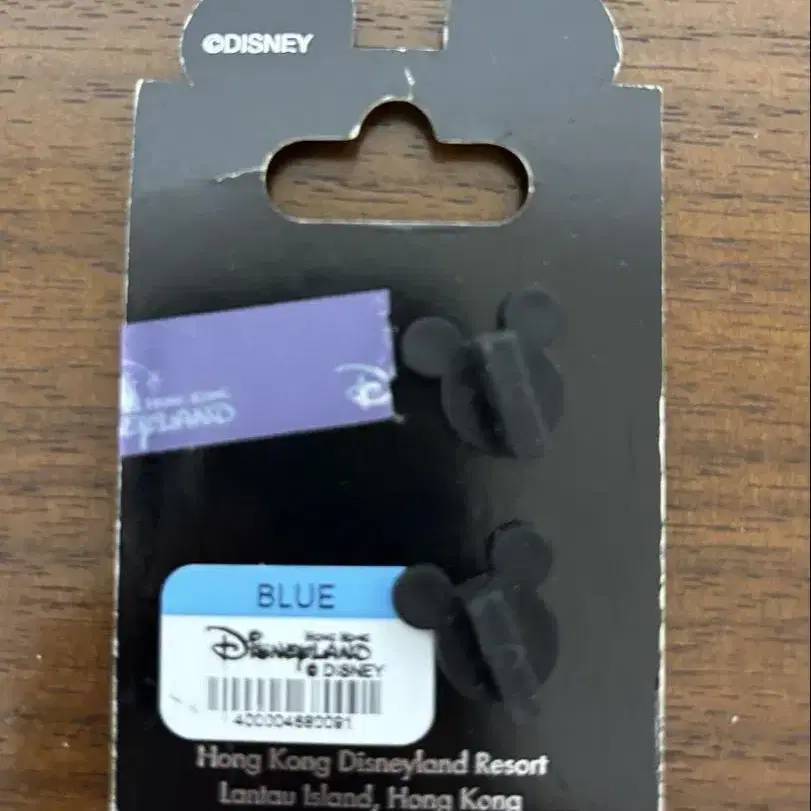 ©DISNEY
HONG KONG
DISNEYLAND
BLUE
HONG KONG
DISNEYLAND
© DISNEY
400004680091
Hong Kong Disneyland Resort
Lantau Island, Hong Kong